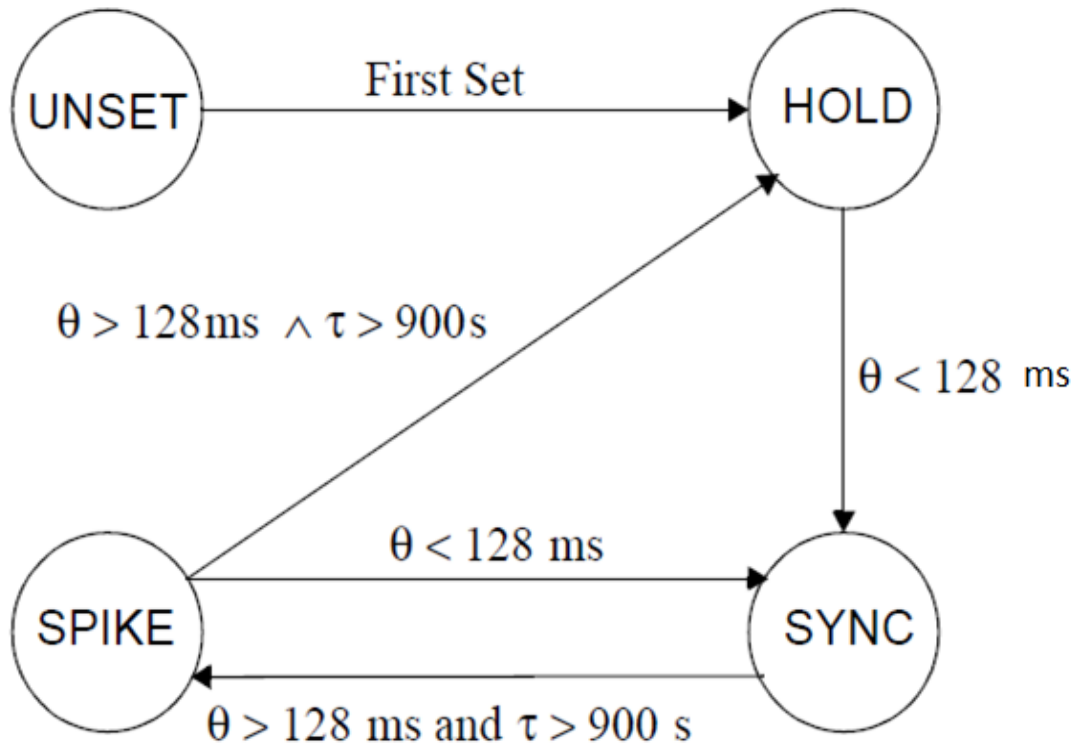 First Set
UNSET
HOLD
θ > 128ms ∧ τ > 900s
θ < 128 ms
θ < 128 ms
SPIKE
SYNC
θ > 128 ms and τ > 900 s